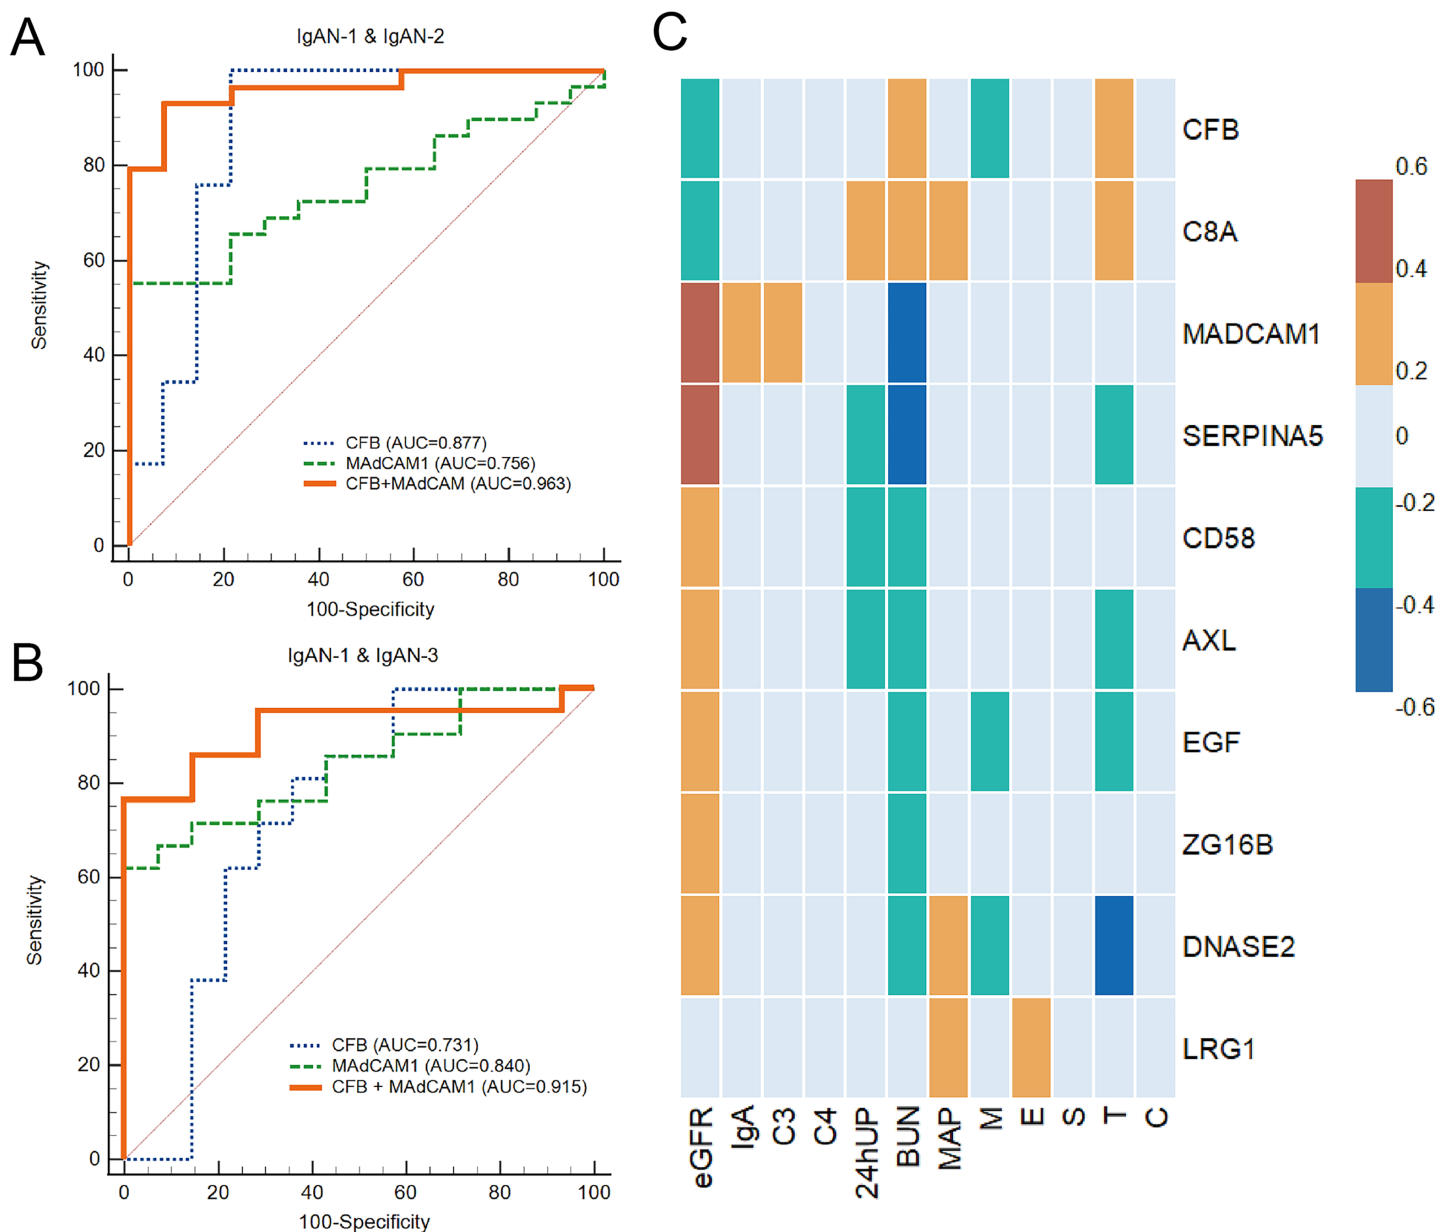 A
IgAN-1 & IgAN-2
100
80
60
40
20
0
Sensitivity
CFB (AUC=0.877)
MAdCAM1 (AUC=0.756)
CFB+MAdCAM (AUC=0.963)
0 20 40 60 80 100
100-Specificity
B
IgAN-1 & IgAN-3
100
80
60
40
20
0
Sensitivity
CFB (AUC=0.731)
MAdCAM1 (AUC=0.840)
CFB + MAdCAM1 (AUC=0.915)
0 20 40 60 80 100
100-Specificity
C
CFB
C8A
MADCAM1
SERPINA5
CD58
AXL
EGF
ZG16B
DNASE2
LRG1
eGFR IgA C3 C4 24hUP BUN MAP M E S T C
0.6
0.4
0.2
0
-0.2
-0.4
-0.6